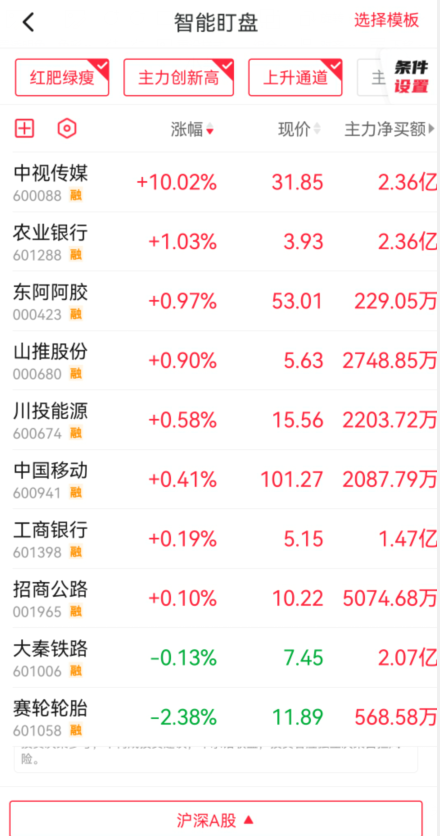 智能盯盘
选择模板
红肥绿瘦
主力创新高
上升通道
主
条件
设置
涨幅
现价
主力净买额
中视传媒 +10.02% 31.85 2.36亿
600088 融
农业银行 +1.03% 3.93 2.36亿
601288 融
东阿阿胶 +0.97% 53.01 229.05万
000423 融
山推股份 +0.90% 5.63 2748.85万
000680 融
川投能源 +0.58% 15.56 2203.72万
600674 融
中国移动 +0.41% 101.27 2087.79万
600941 融
工商银行 +0.19% 5.15 1.47亿
601398 融
招商公路 +0.10% 10.22 5074.68万
001965 融
大秦铁路 -0.13% 7.45 2.07亿
601006 融
赛轮轮胎 -2.38% 11.89 568.58万
601058 融
险。
沪深A股